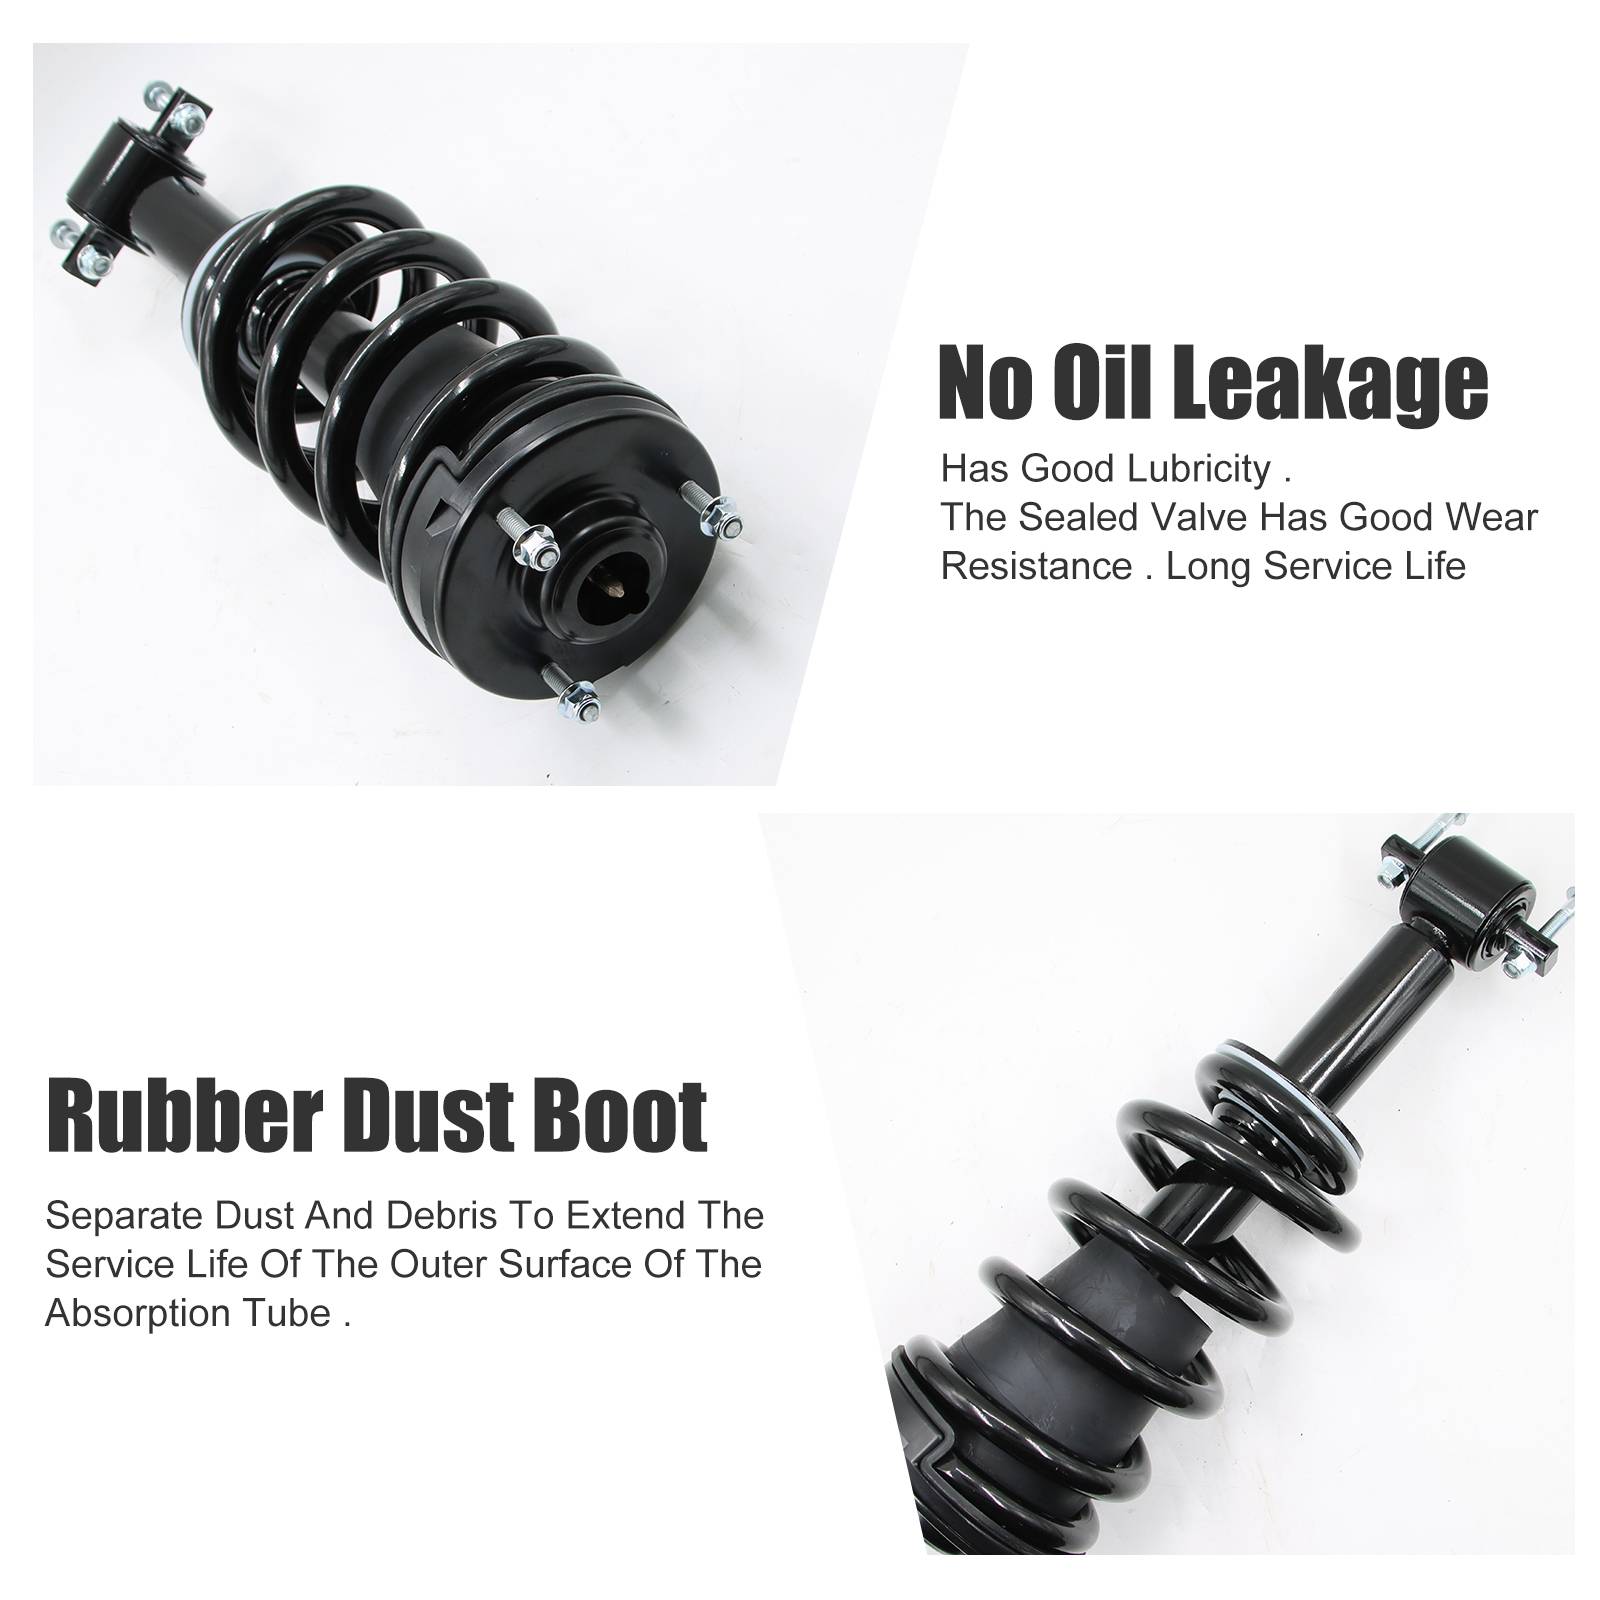 No Oil Leakage
Has Good Lubricity .
The Sealed Valve Has Good Wear
Resistance . Long Service Life
Rubber Dust Boot
Separate Dust And Debris To Extend The
Service Life Of The Outer Surface Of The
Absorption Tube .